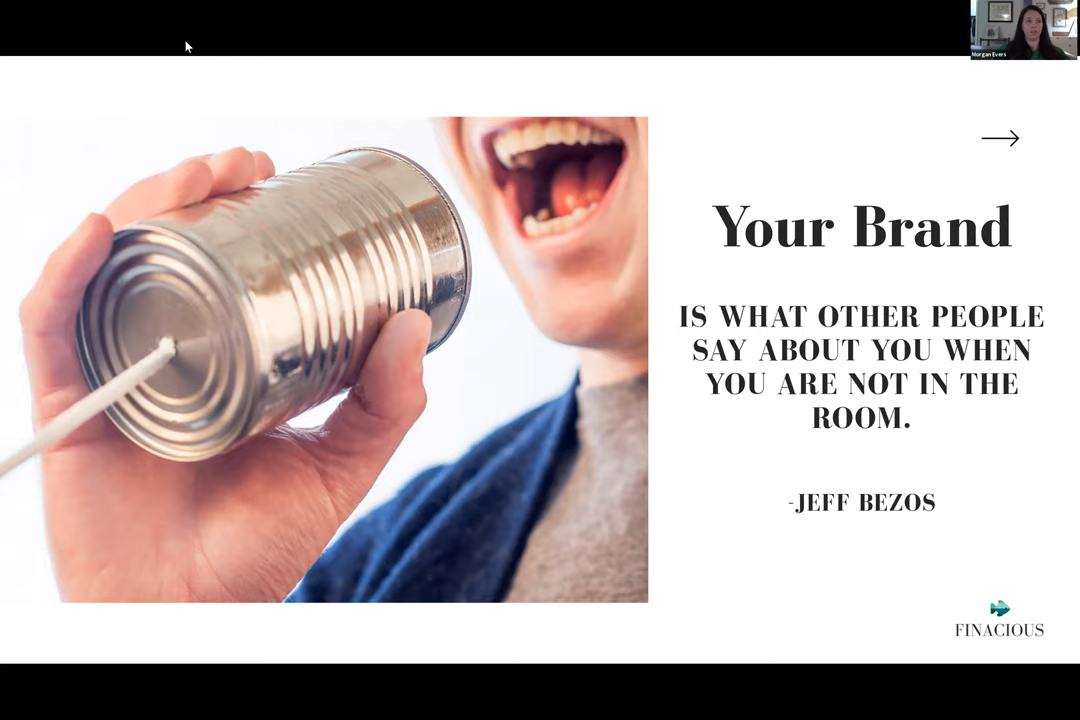 Morgan Evers
Your Brand
IS WHAT OTHER PEOPLE
SAY ABOUT YOU WHEN
YOU ARE NOT IN THE
ROOM.
-JEFF BEZOS
FINACIOUS